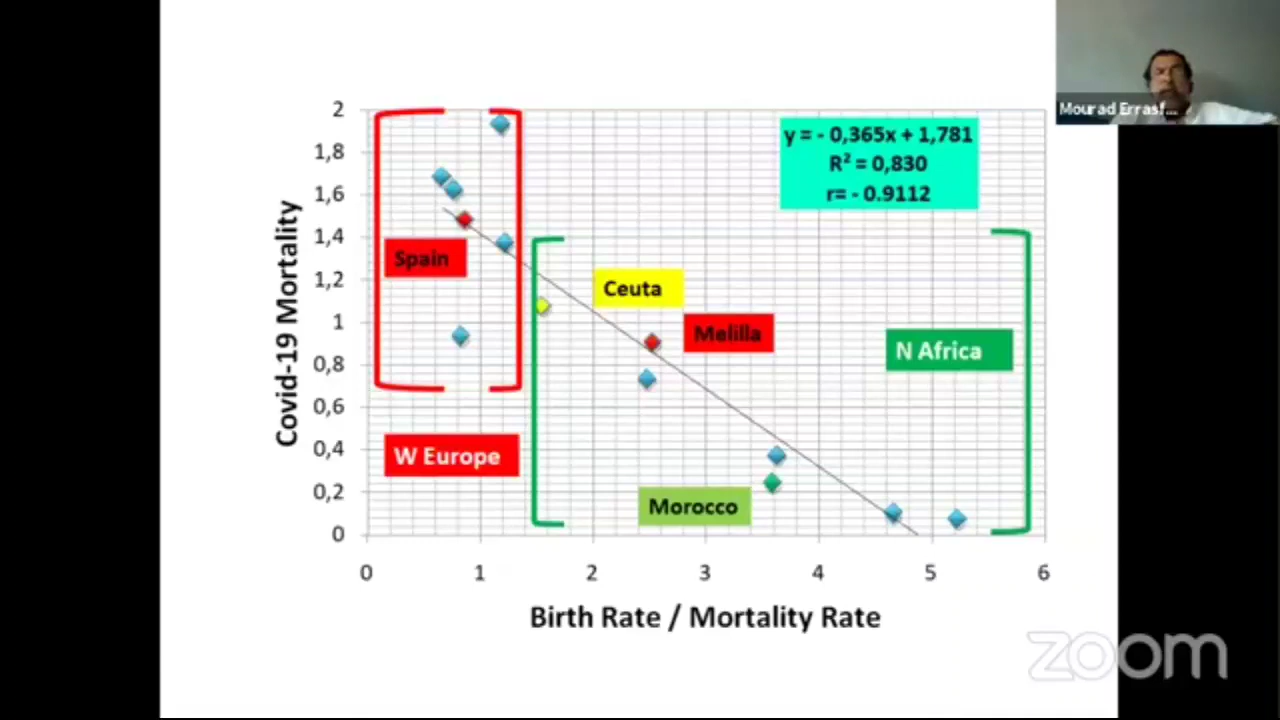 Mourad Errasf...
2
1,8
1,6
1,4
1,2
1
0,8
0,6
0,4
0,2
0
Covid-19 Mortality
y = - 0,365x + 1,781
R² = 0,830
r= - 0.9112
Spain
Ceuta
Melilla
N Africa
W Europe
Morocco
0 1 2 3 4 5 6
Birth Rate / Mortality Rate
zoom